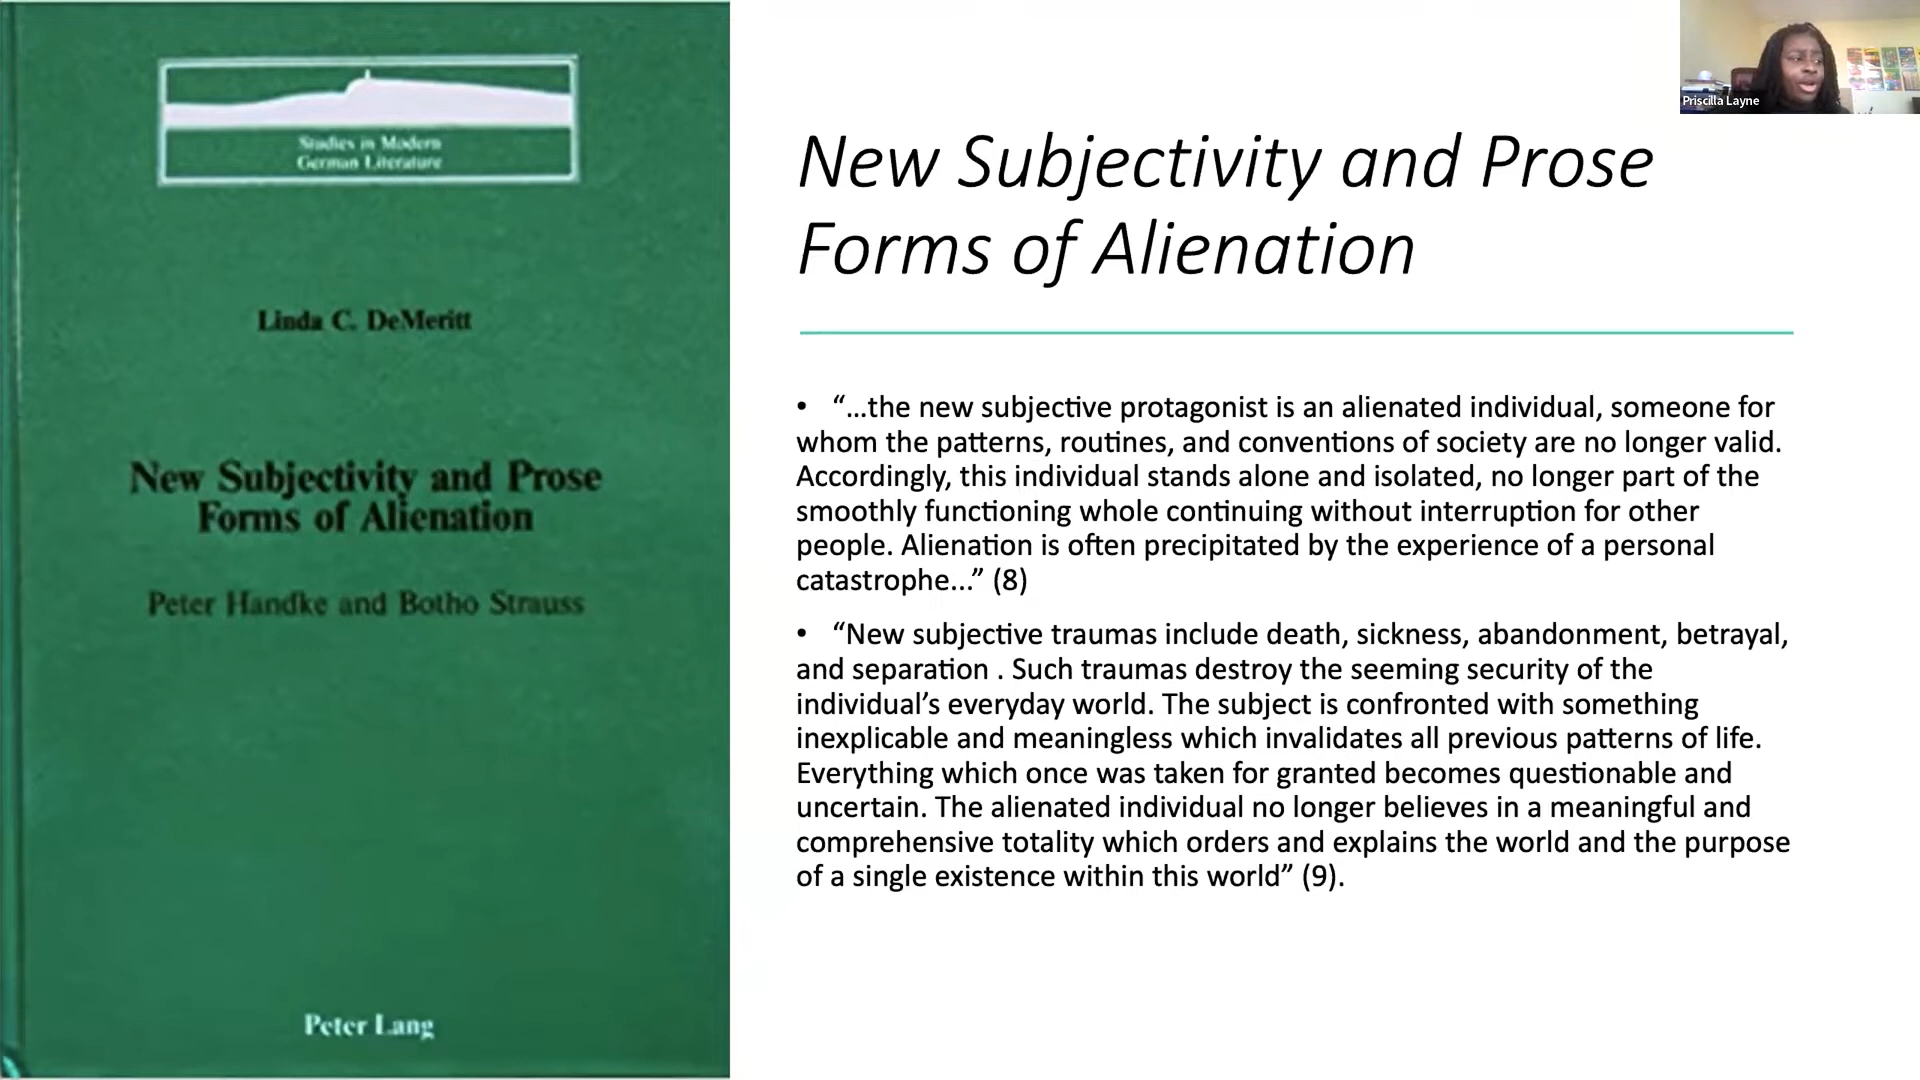 Studies in Modern
German Literature
Linda C. DeMeritt
New Subjectivity and Prose
Forms of Alienation
Peter Handke and Botho Strauss
Peter Lang
Priscilla Layne
New Subjectivity and Prose
Forms of Alienation
• “...the new subjective protagonist is an alienated individual, someone for
whom the patterns, routines, and conventions of society are no longer valid.
Accordingly, this individual stands alone and isolated, no longer part of the
smoothly functioning whole continuing without interruption for other
people. Alienation is often precipitated by the experience of a personal
catastrophe...” (8)
• “New subjective traumas include death, sickness, abandonment, betrayal,
and separation . Such traumas destroy the seeming security of the
individual’s everyday world. The subject is confronted with something
inexplicable and meaningless which invalidates all previous patterns of life.
Everything which once was taken for granted becomes questionable and
uncertain. The alienated individual no longer believes in a meaningful and
comprehensive totality which orders and explains the world and the purpose
of a single existence within this world” (9).